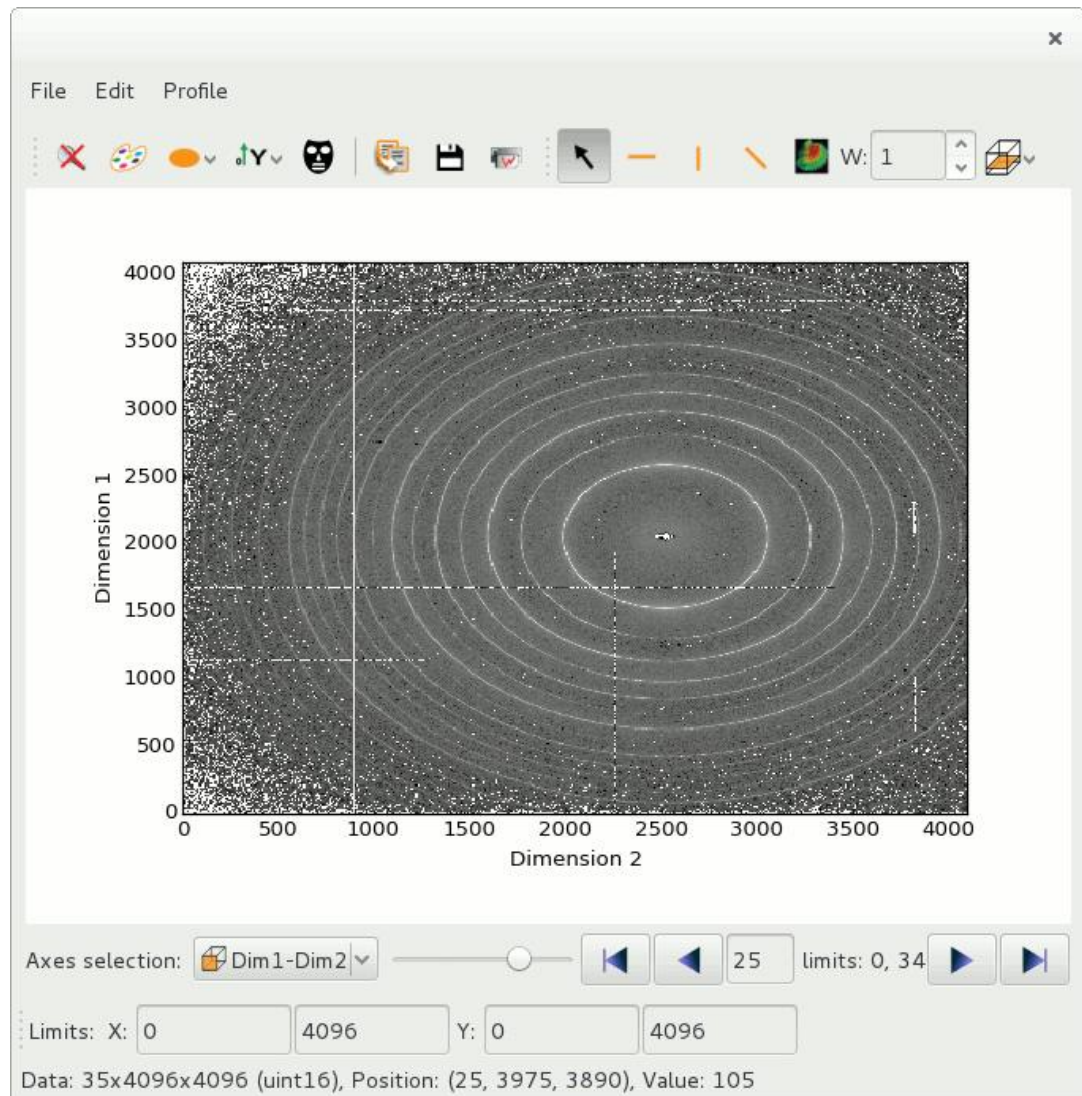 ×
File Edit Profile
Y W: 1
4000
3500
3000
2500
2000
1500
1000
500
0
Dimension 1
0 500 1000 1500 2000 2500 3000 3500 4000
Dimension 2
Axes selection: Dim1-Dim2 25 limits: 0, 34
Limits: X: 0 4096 Y: 0 4096
Data: 35x4096x4096 (uint16), Position: (25, 3975, 3890), Value: 105